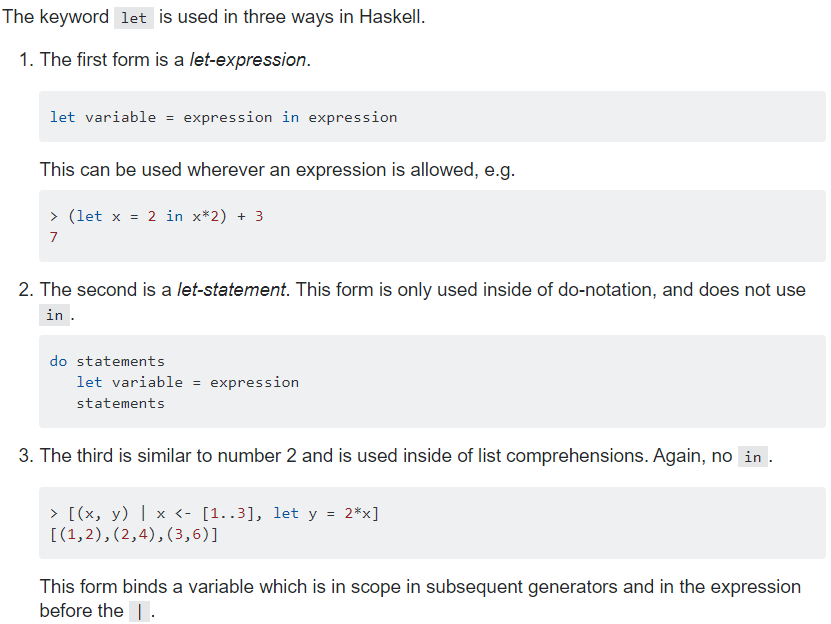 The keyword let is used in three ways in Haskell.
1. The first form is a let-expression.
let variable = expression in expression
This can be used wherever an expression is allowed, e.g.
> (let x = 2 in x*2) + 3
7
2. The second is a let-statement. This form is only used inside of do-notation, and does not use
in .
do statements
   let variable = expression
   statements
3. The third is similar to number 2 and is used inside of list comprehensions. Again, no in .
> [(x, y) | x <- [1..3], let y = 2*x]
[(1,2),(2,4),(3,6)]
This form binds a variable which is in scope in subsequent generators and in the expression
before the | .